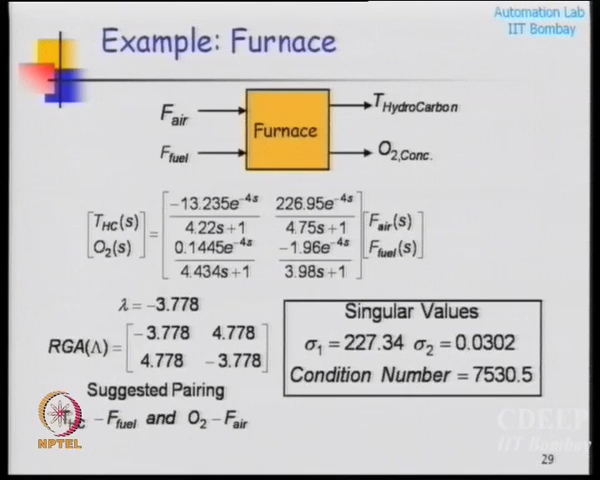 Automation Lab
IIT Bombay
Example: Furnace
F_air
T_HydroCarbon
Furnace
F_fuel
O_2,Conc.
[T_HC(s) O_2(s)] = [-13.235e^-4s / 4.22s+1 226.95e^-4s / 4.75s+1 0.1445e^-4s / 4.434s+1 -1.96e^-4s / 3.98s+1] [F_air(s) F_fuel(s)]
λ = -3.778
RGA(Λ) = [-3.778 4.778 4.778 -3.778]
Singular Values
σ_1 = 227.34 σ_2 = 0.0302
Condition Number = 7530.5
Suggested Pairing
T_HC - F_fuel and O_2 - F_air
NPTEL
CDEEP
IIT Bombay
29